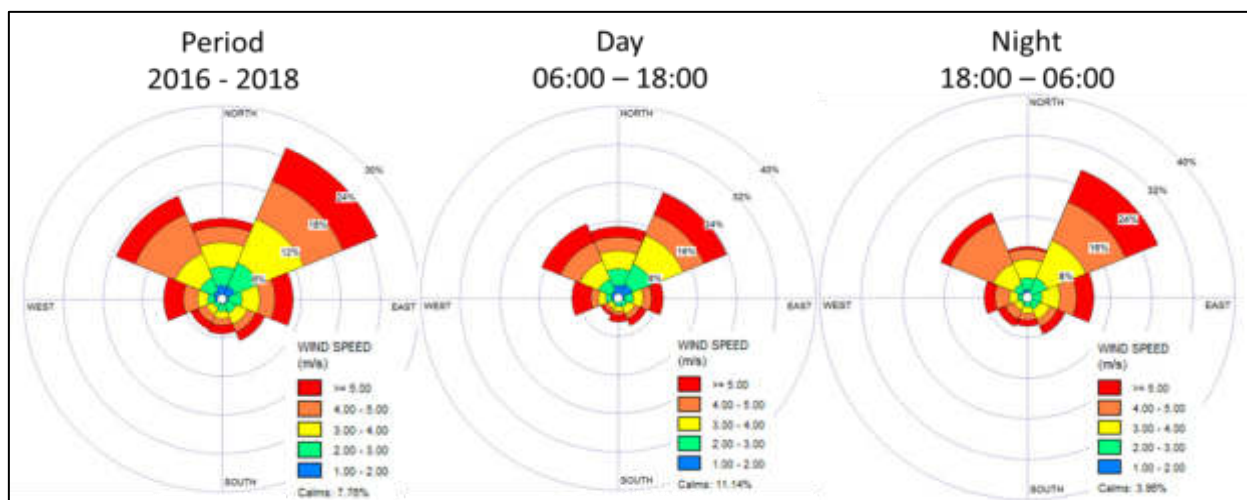 Period
2016 - 2018
NORTH
30%
24%
18%
12%
6%
WEST
EAST
WIND SPEED
(m/s)
>= 5.00
4.00 - 5.00
3.00 - 4.00
2.00 - 3.00
1.00 - 2.00
SOUTH
Calms: 7.78%
Day
06:00 – 18:00
NORTH
40%
32%
24%
16%
8%
WEST
EAST
WIND SPEED
(m/s)
>= 5.00
4.00 - 5.00
3.00 - 4.00
2.00 - 3.00
1.00 - 2.00
SOUTH
Calms: 11.14%
Night
18:00 – 06:00
NORTH
40%
32%
24%
16%
8%
WEST
EAST
WIND SPEED
(m/s)
>= 5.00
4.00 - 5.00
3.00 - 4.00
2.00 - 3.00
1.00 - 2.00
SOUTH